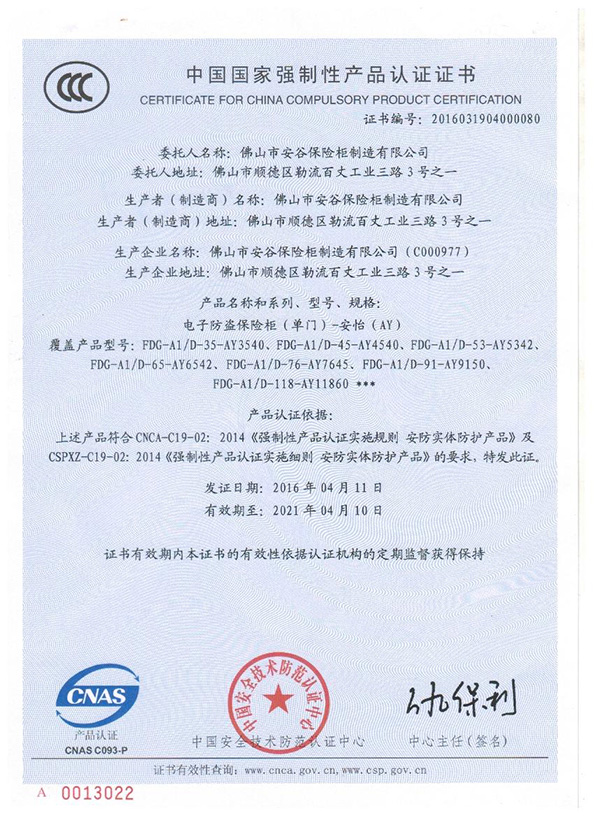 中国国家强制性产品认证证书
CERTIFICATE FOR CHINA COMPULSORY PRODUCT CERTIFICATION
证书编号：2016031904000080
委托人名称：佛山市安谷保险柜制造有限公司
委托人地址：佛山市顺德区勒流百丈工业三路3号之一
生产者（制造商）名称：佛山市安谷保险柜制造有限公司
生产者（制造商）地址：佛山市顺德区勒流百丈工业三路3号之一
生产企业名称：佛山市安谷保险柜制造有限公司（C000977）
生产企业地址：佛山市顺德区勒流百丈工业三路3号之一
产品名称和系列、型号、规格：
电子防盗保险柜（单门）-安怡（AY）
覆盖产品型号：FDG-A1/D-35-AY3540、FDG-A1/D-45-AY4540、FDG-A1/D-53-AY5342、
FDG-A1/D-65-AY6542、FDG-A1/D-76-AY7645、FDG-A1/D-91-AY9150、
FDG-A1/D-118-AY11860 ***
产品认证依据：
上述产品符合CNCA-C19-02：2014《强制性产品认证实施规则 安防实体防护产品》及
CSPXZ-C19-02：2014《强制性产品认证实施细则 安防实体防护产品》的要求，特发此证。
发证日期：2016年04月11日
有效期至：2021年04月10日
证书有效期内本证书的有效性依据认证机构的定期监督获得保持
CNAS
产品认证
CNAS C093-P
中国安全技术防范认证中心
中国安全技术防范认证中心
中心主任（签名）
证书有效性查询：www.cnca.gov.cn、www.csp.gov.cn
A 0013022